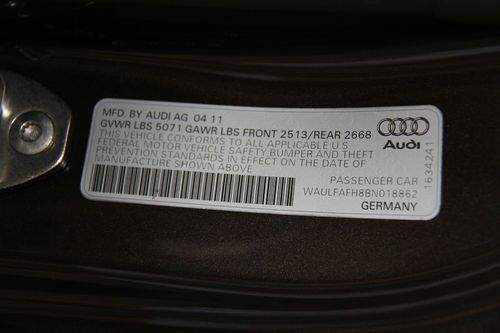 MFD. BY AUDI AG 04 11
GVWR LBS 5071 GAWR LBS FRONT 2513/REAR 2668
THIS VEHICLE CONFORMS TO ALL APPLICABLE U S
FEDERAL MOTOR VEHICLE SAFETY BUMPER AND THEFT
PREVENTION STANDARDS IN EFFECT ON THE DATE OF
MANUFACTURE SHOWN ABOVE
Audi
1634241
PASSENGER CAR
WAULFAFH8BN018862
GERMANY